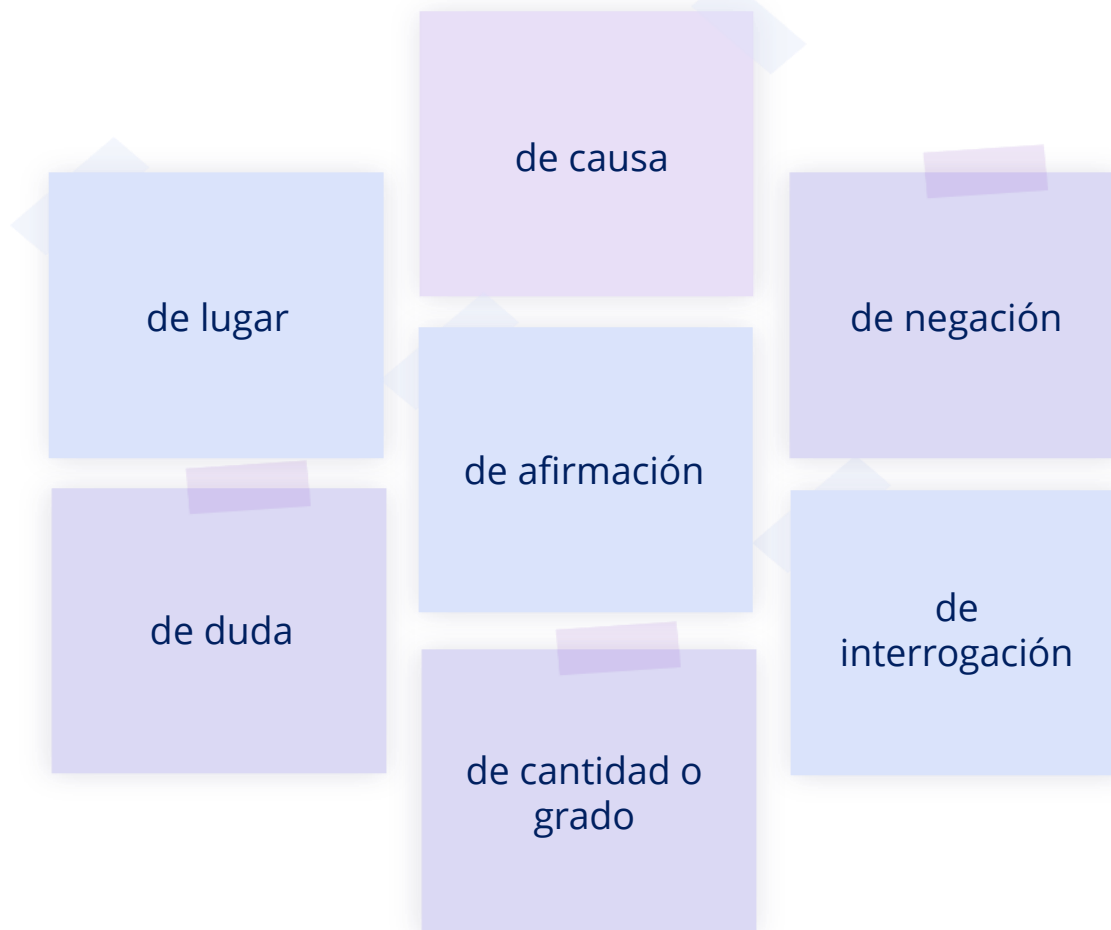 de causa
de lugar
de negación
de afirmación
de duda
de
interrogación
de cantidad o
grado